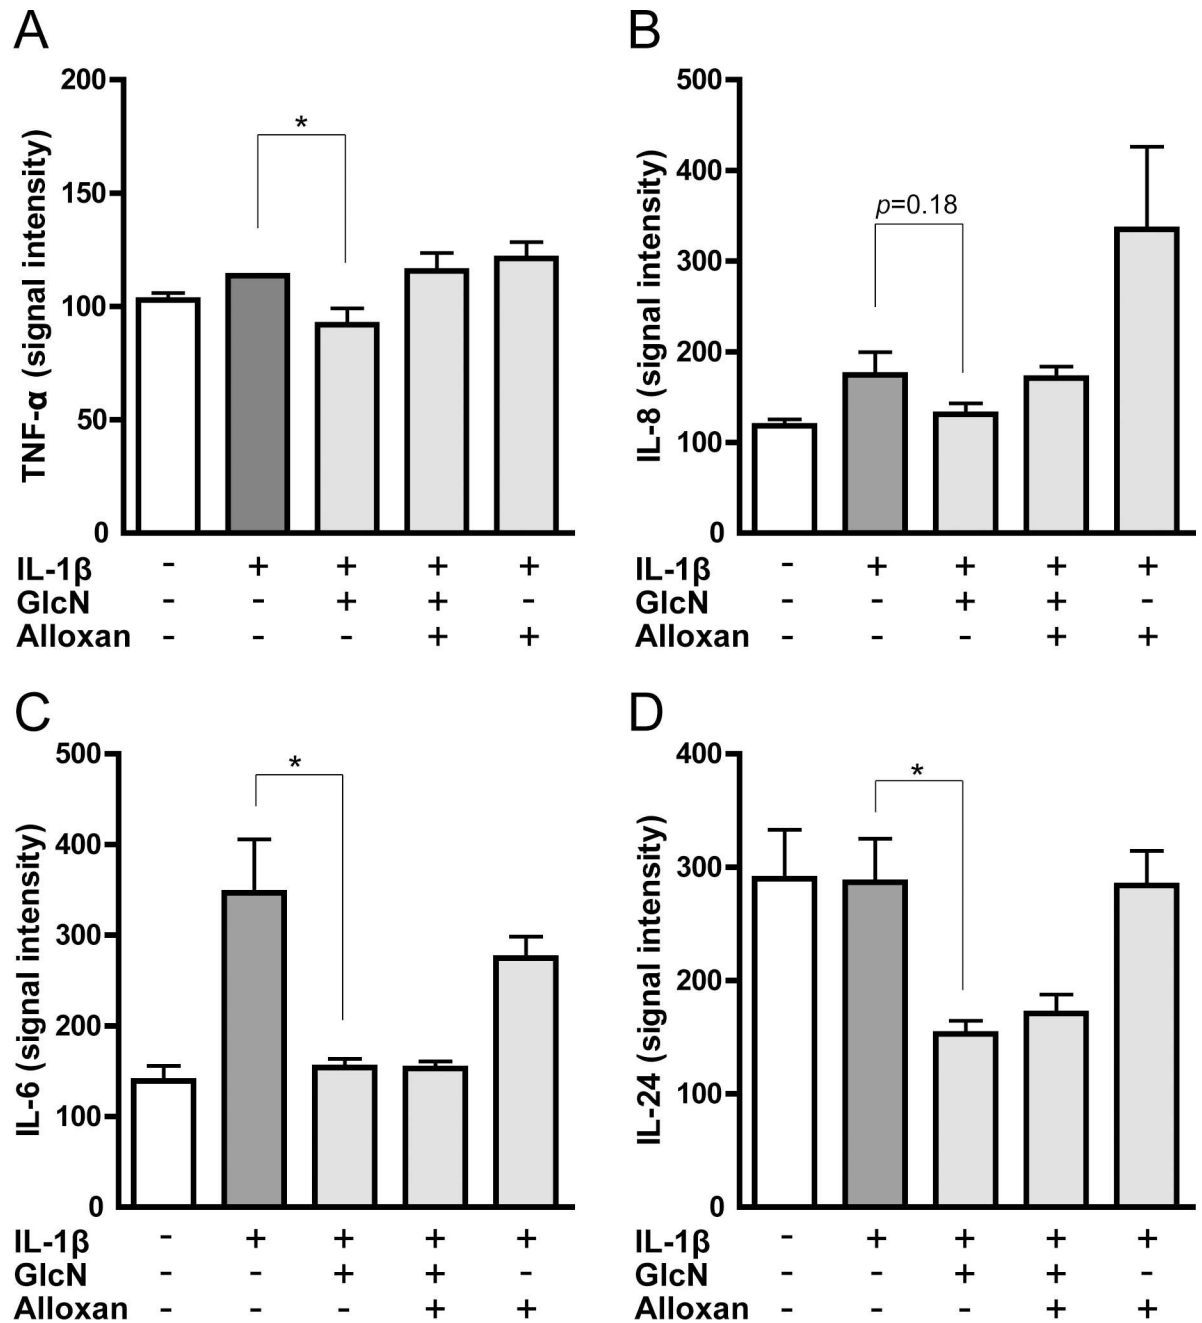 A
TNF-α (signal intensity)
200
150
100
50
0
*
IL-1β - + + + +
GlcN - - + + -
Alloxan - - - + +
B
IL-8 (signal intensity)
500
400
300
200
100
0
p=0.18
IL-1β - + + + +
GlcN - - + + -
Alloxan - - - + +
C
IL-6 (signal intensity)
500
400
300
200
100
0
*
IL-1β - + + + +
GlcN - - + + -
Alloxan - - - + +
D
IL-24 (signal intensity)
400
300
200
100
0
*
IL-1β - + + + +
GlcN - - + + -
Alloxan - - - + +